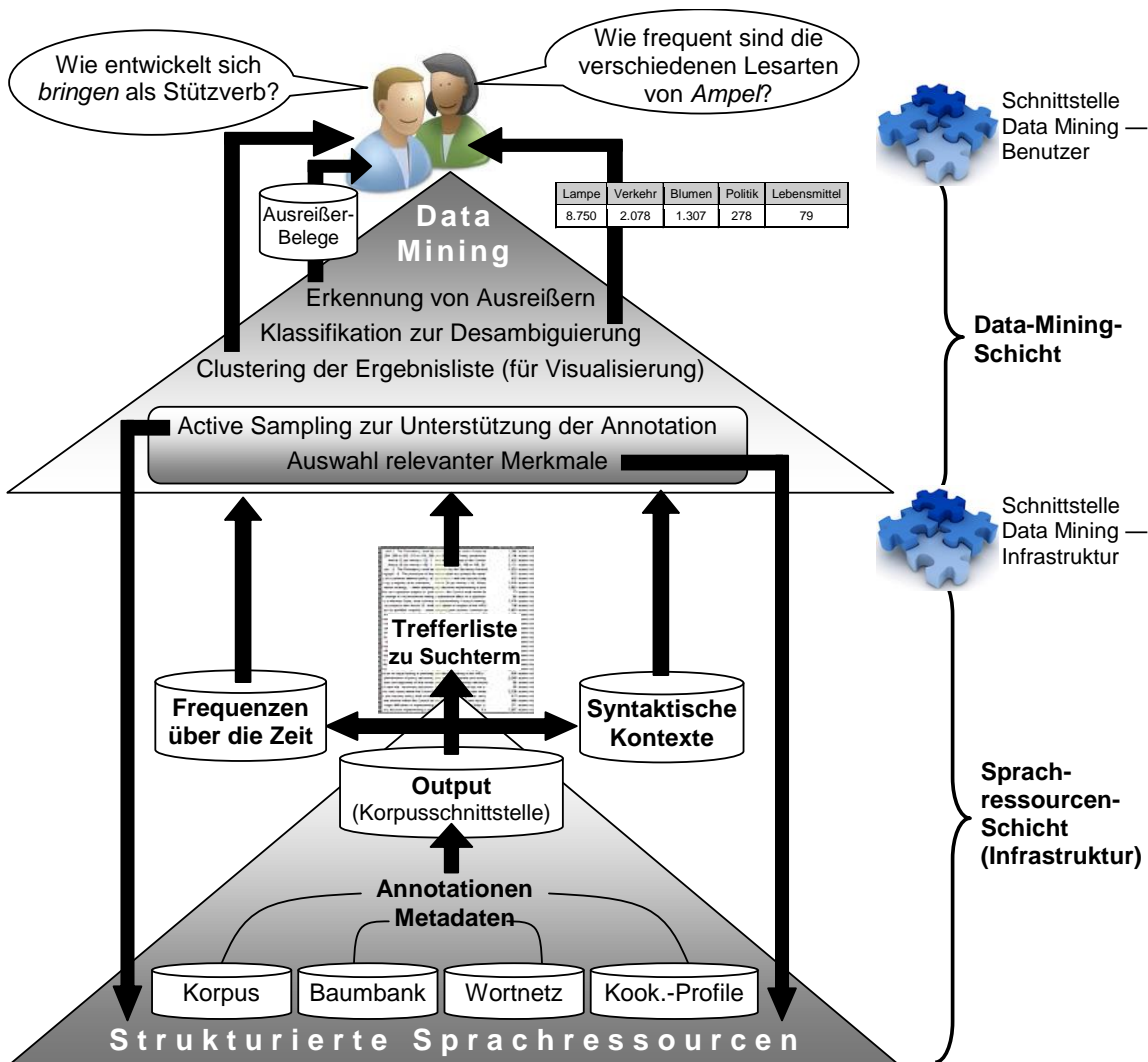 Wie entwickelt sich
bringen als Stützverb?
Wie frequent sind die
verschiedenen Lesarten
von Ampel?
Schnittstelle
Data Mining —
Benutzer
Lampe Verkehr Blumen Politik Lebensmittel
8.750 2.078 1.307 278 79
Ausreißer-
Belege
Data
Mining
Erkennung von Ausreißern
Klassifikation zur Desambiguierung
Clustering der Ergebnisliste (für Visualisierung)
Data-Mining-
Schicht
Active Sampling zur Unterstützung der Annotation
Auswahl relevanter Merkmale
Schnittstelle
Data Mining —
Infrastruktur
Trefferliste
zu Suchterm
Frequenzen
über die Zeit
Syntaktische
Kontexte
Output
(Korpusschnittstelle)
Sprach-
ressourcen-
Schicht
(Infrastruktur)
Annotationen
Metadaten
Korpus
Baumbank
Wortnetz
Kook.-Profile
Strukturierte Sprachressourcen